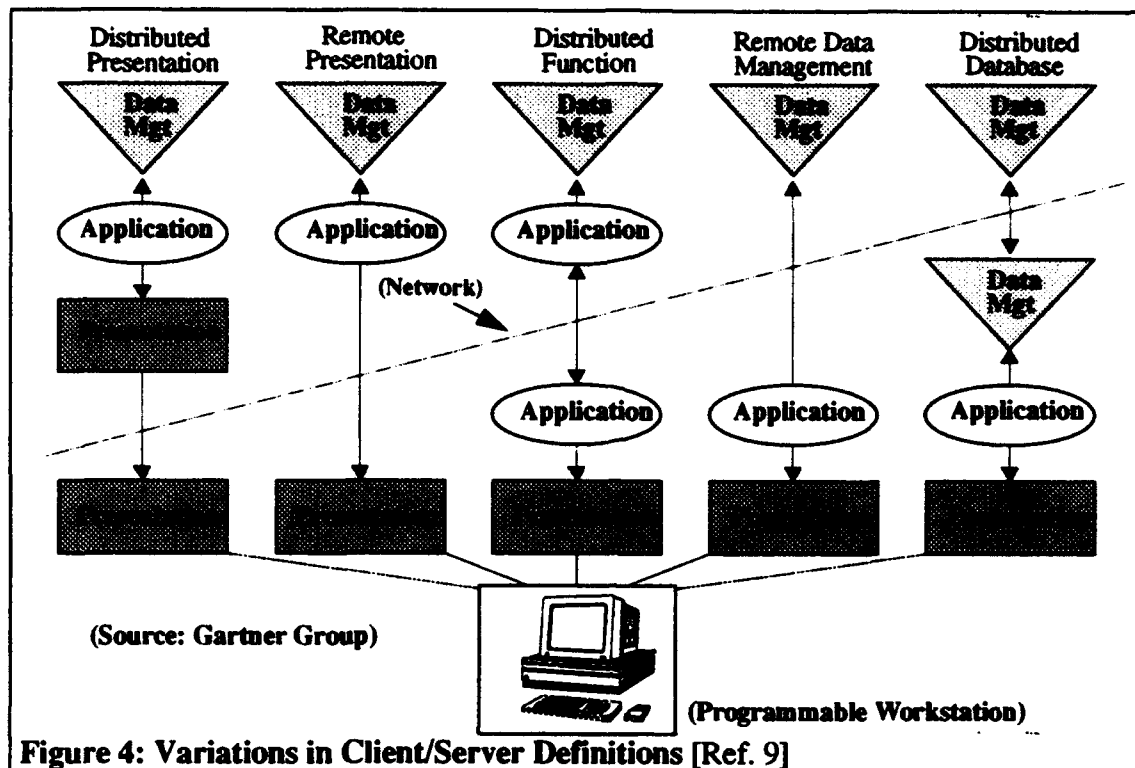 Distributed Presentation
Remote Presentation
Distributed Function
Remote Data Management
Distributed Database
Data Mgt
Data Mgt
Data Mgt
Data Mgt
Data Mgt
Application
Application
Application
(Network)
Data Mgt
Presentation
Application
Application
Application
Presentation
(Source: Gartner Group)
(Programmable Workstation)
Figure 4: Variations in Client/Server Definitions [Ref. 9]